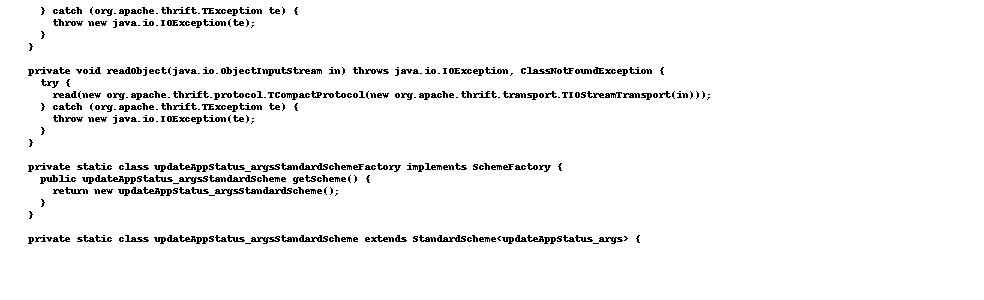 } catch (org.apache.thrift.TException te) {
throw new java.io.IOException(te);
}
}
private void readObject(java.io.ObjectInputStream in) throws java.io.IOException, ClassNotFoundException {
try {
read(new org.apache.thrift.protocol.TCompactProtocol(new org.apache.thrift.transport.TIOStreamTransport(in)));
} catch (org.apache.thrift.TException te) {
throw new java.io.IOException(te);
}
}
private static class updateAppStatus_argsStandardSchemeFactory implements SchemeFactory {
public updateAppStatus_argsStandardScheme getScheme() {
return new updateAppStatus_argsStandardScheme();
}
}
private static class updateAppStatus_argsStandardScheme extends StandardScheme<updateAppStatus_args> {